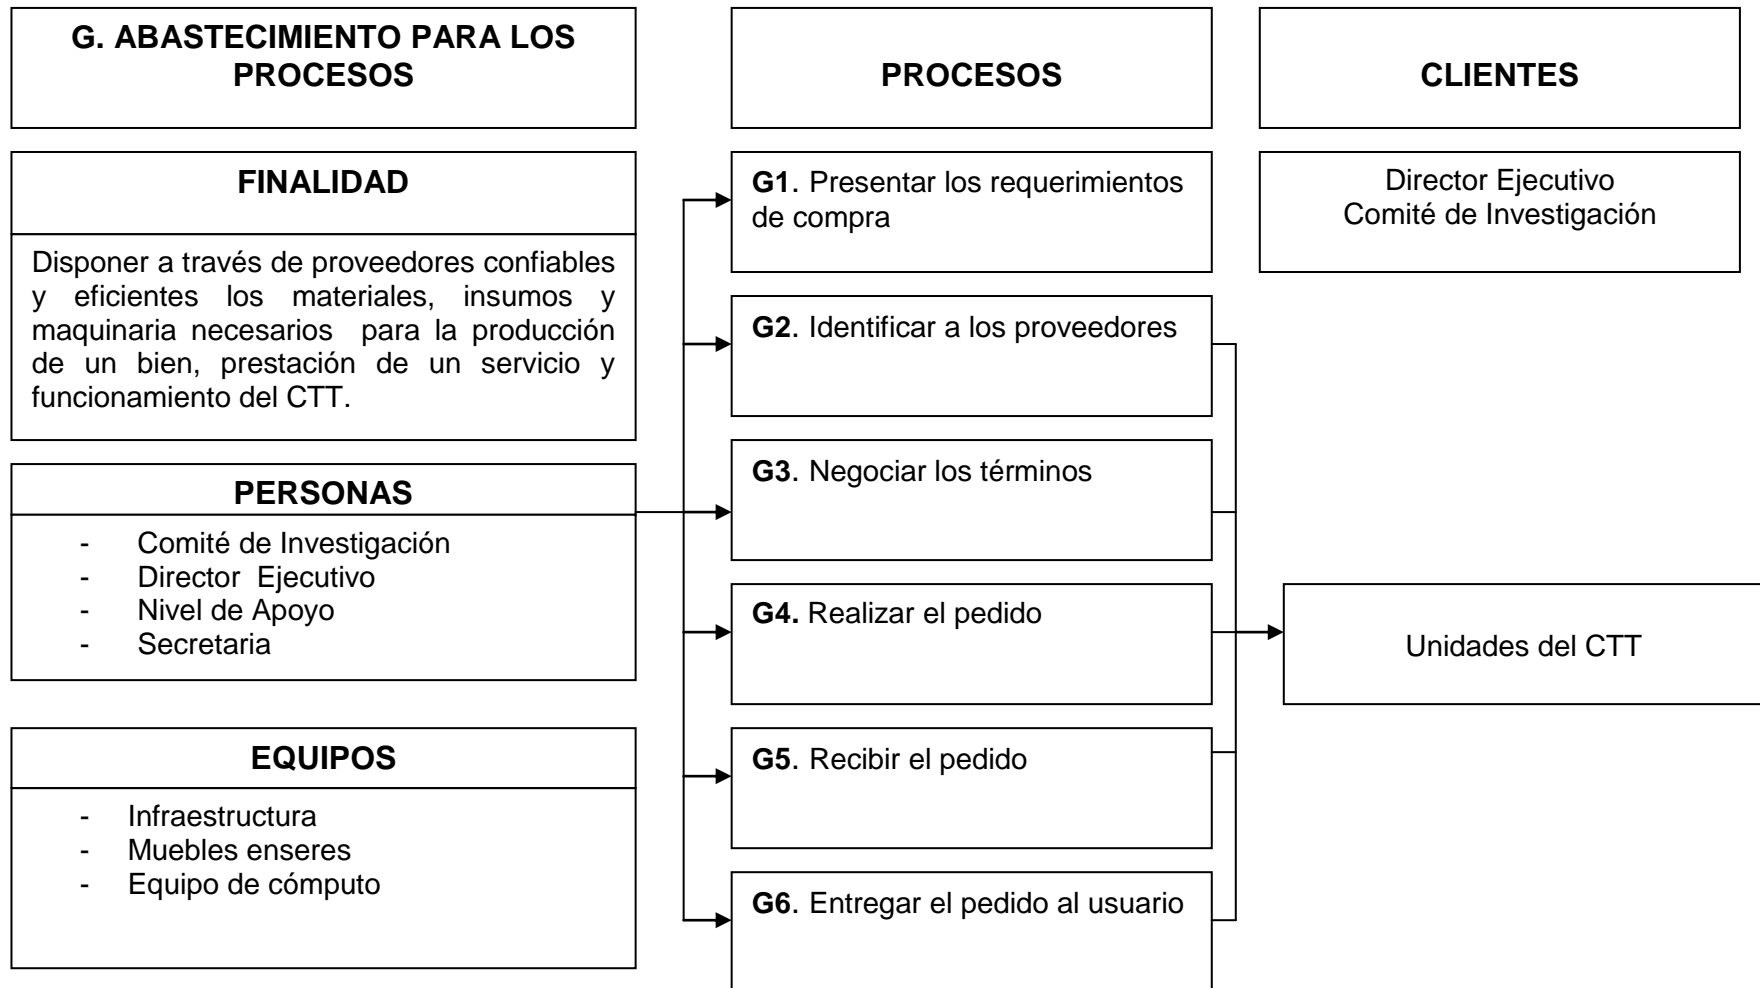 G. ABASTECIMIENTO PARA LOS
PROCESOS
PROCESOS
CLIENTES
FINALIDAD
Disponer a través de proveedores confiables
y eficientes los materiales, insumos y
maquinaria necesarios para la producción
de un bien, prestación de un servicio y
funcionamiento del CTT.
PERSONAS
- Comité de Investigación
- Director Ejecutivo
- Nivel de Apoyo
- Secretaria
EQUIPOS
- Infraestructura
- Muebles enseres
- Equipo de cómputo
G1. Presentar los requerimientos
de compra
G2. Identificar a los proveedores
G3. Negociar los términos
G4. Realizar el pedido
G5. Recibir el pedido
G6. Entregar el pedido al usuario
Director Ejecutivo
Comité de Investigación
Unidades del CTT